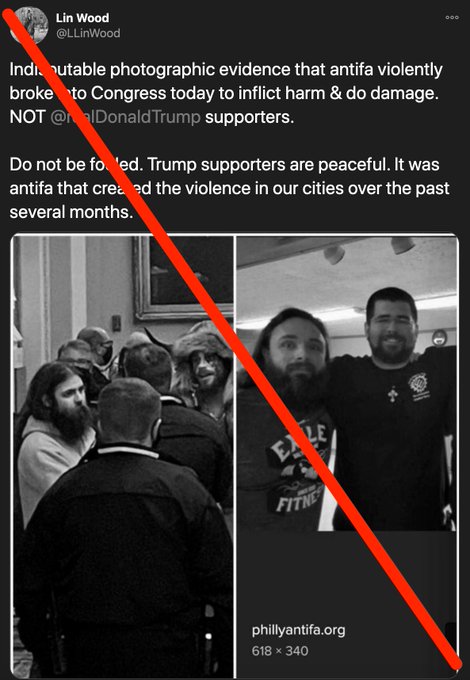 Lin Wood
@LLinWood
Indisputable photographic evidence that antifa violently
broke into Congress today to inflict harm & do damage.
NOT @realDonaldTrump supporters.
Do not be fooled. Trump supporters are peaceful. It was
antifa that created the violence in our cities over the past
several months.
EXILE
FITNESS
phillyantifa.org
618 × 340